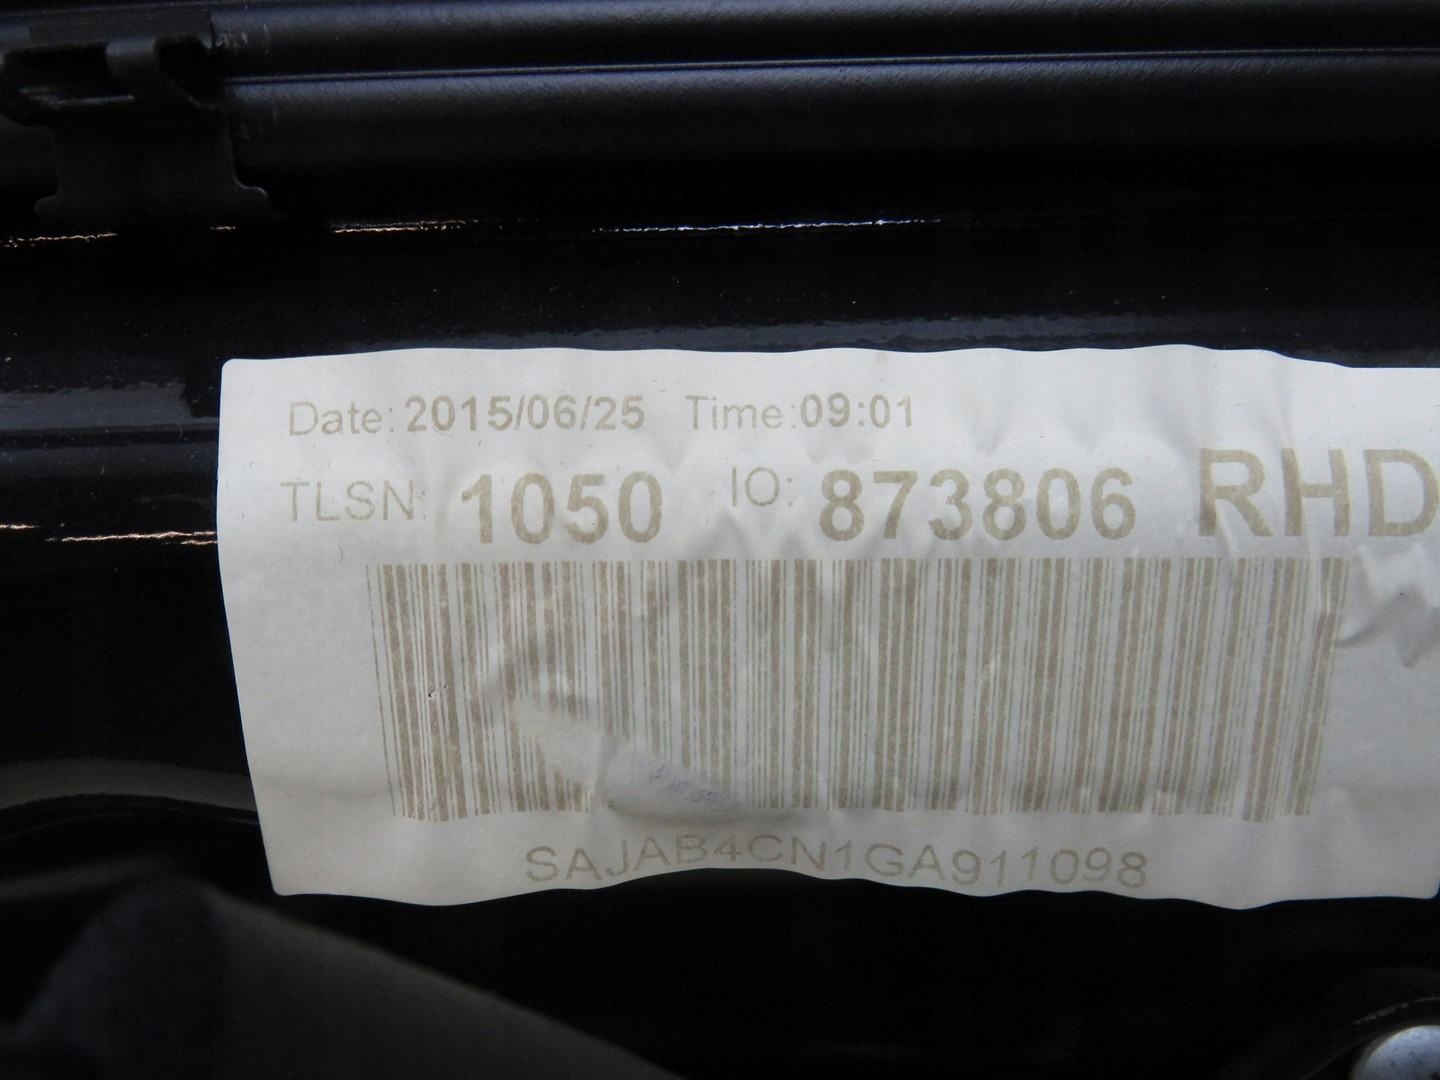 Date: 2015/06/25 Time: 09:01
TLSN: 1050 IO: 873806 RHD
SAJAB4CN1GA911098